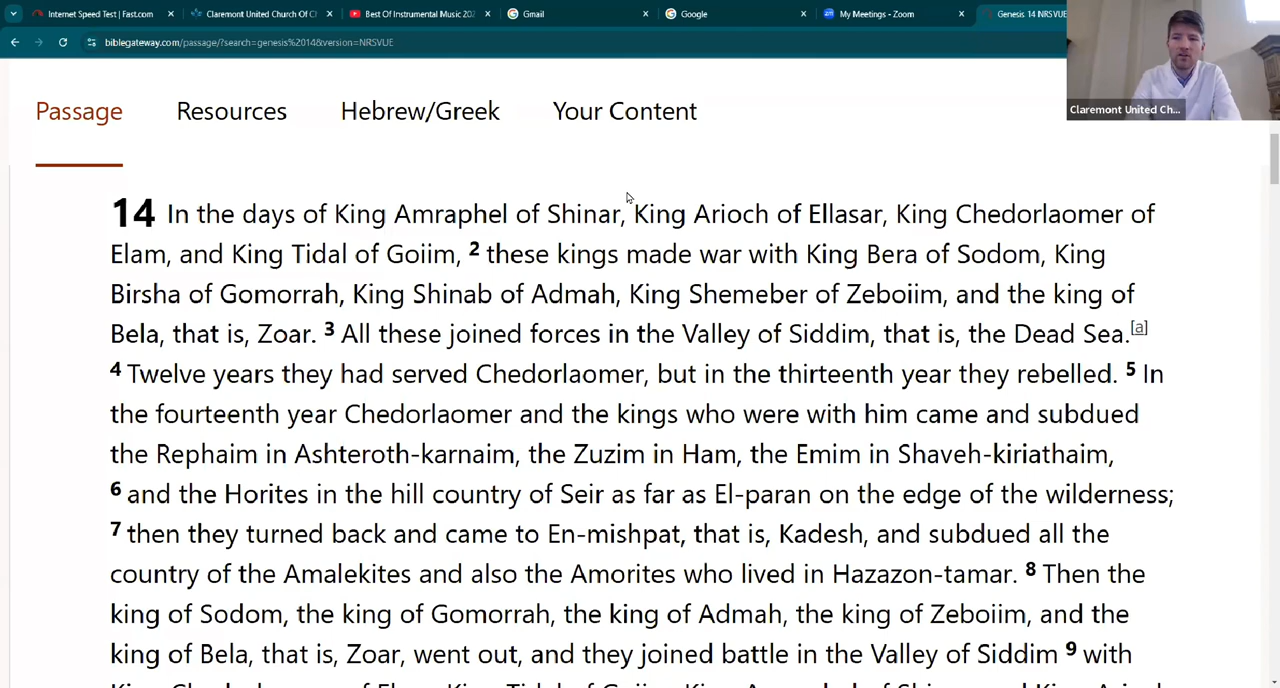 Internet Speed Test | Fast.com
Claremont United Church Of Ch
Best Of Instrumental Music 202
Gmail
Google
My Meetings - Zoom
Genesis 14 NRSVUE
biblegateway.com/passage/?search=genesis%2014&version=NRSVUE
Claremont United Ch...
Passage
Resources
Hebrew/Greek
Your Content
14 In the days of King Amraphel of Shinar, King Arioch of Ellasar, King Chedorlaomer of
Elam, and King Tidal of Goiim, 2 these kings made war with King Bera of Sodom, King
Birsha of Gomorrah, King Shinab of Admah, King Shemeber of Zeboiim, and the king of
Bela, that is, Zoar. 3 All these joined forces in the Valley of Siddim, that is, the Dead Sea.[a]
4 Twelve years they had served Chedorlaomer, but in the thirteenth year they rebelled. 5 In
the fourteenth year Chedorlaomer and the kings who were with him came and subdued
the Rephaim in Ashteroth-karnaim, the Zuzim in Ham, the Emim in Shaveh-kiriathaim,
6 and the Horites in the hill country of Seir as far as El-paran on the edge of the wilderness;
7 then they turned back and came to En-mishpat, that is, Kadesh, and subdued all the
country of the Amalekites and also the Amorites who lived in Hazazon-tamar. 8 Then the
king of Sodom, the king of Gomorrah, the king of Admah, the king of Zeboiim, and the
king of Bela, that is, Zoar, went out, and they joined battle in the Valley of Siddim 9 with